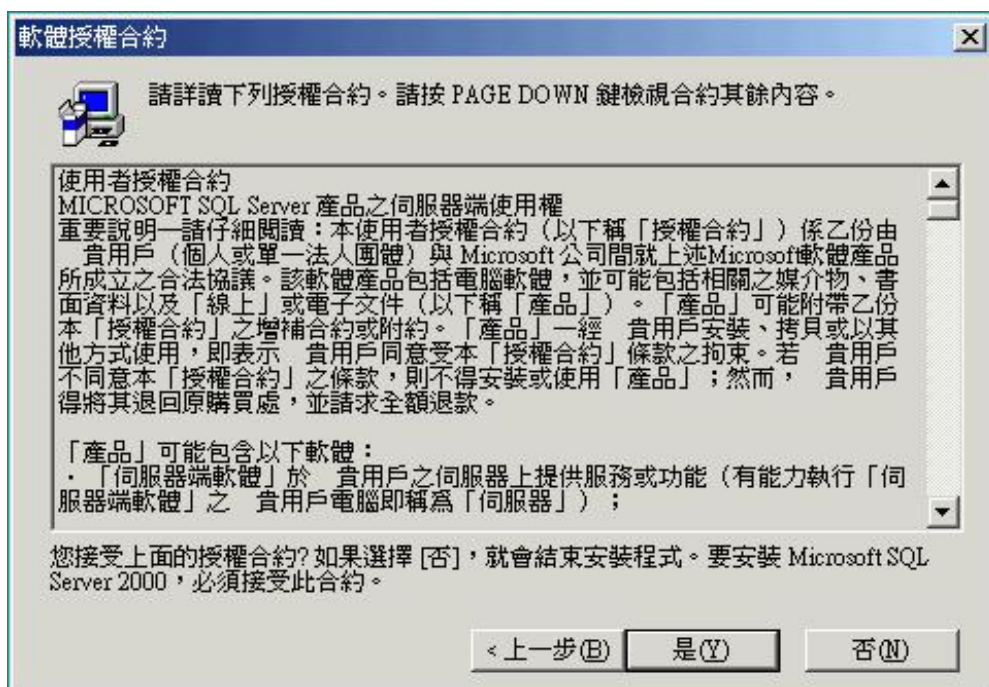 軟體授權合約
請詳讀下列授權合約。請按 PAGE DOWN 鍵檢視合約其餘內容。
使用者授權合約
MICROSOFT SQL Server 產品之伺服器端使用權
重要說明—請仔細閱讀：本使用者授權合約（以下稱「授權合約」）係乙份由
貴用戶（個人或單一法人團體）與 Microsoft 公司間就上述Microsoft軟體產品
所成立之合法協議。該軟體產品包括電腦軟體，並可能包括相關之媒介物、書
面資料以及「線上」或電子文件（以下稱「產品」）。「產品」可能附帶乙份
本「授權合約」之增補合約或附約。「產品」一經　貴用戶安裝、拷貝或以其
他方式使用，即表示　貴用戶同意受本「授權合約」條款之拘束。若　貴用戶
不同意本「授權合約」之條款，則不得安裝或使用「產品」；然而，　貴用戶
得將其退回原購買處，並請求全額退款。
「產品」可能包含以下軟體：
．「伺服器端軟體」於　貴用戶之伺服器上提供服務或功能（有能力執行「伺
服器端軟體」之　貴用戶電腦即稱為「伺服器」）；
您接受上面的授權合約? 如果選擇 [否]，就會結束安裝程式。要安裝 Microsoft SQL
Server 2000，必須接受此合約。
< 上一步(B)　是(Y)　否(N)